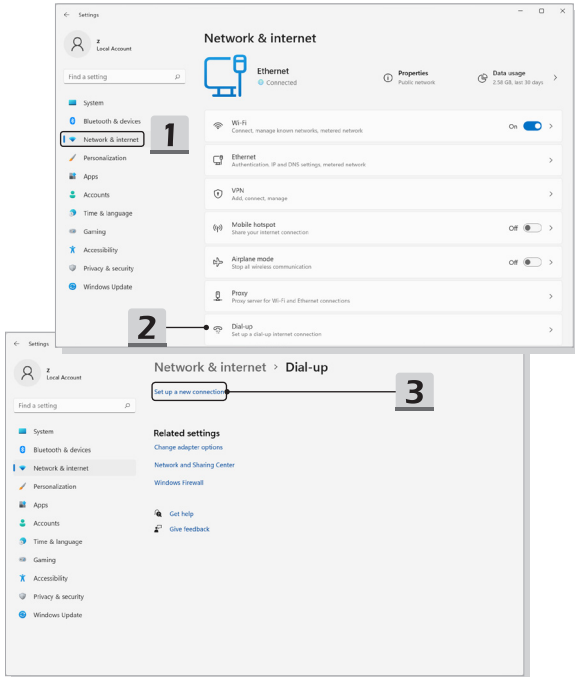 Settings
z
Local Account
Find a setting
System
Bluetooth & devices
Network & internet
Personalization
Apps
Accounts
Time & language
Gaming
Accessibility
Privacy & security
Windows Update
1
Network & internet
Ethernet
Connected
Properties
Public network
Data usage
2.58 GB, last 30 days
Wi-Fi
Connect, manage known networks, metered network
On
Ethernet
Authentication, IP and DNS settings, metered network
VPN
Add, connect, manage
Mobile hotspot
Share your internet connection
Off
Airplane mode
Stop all wireless communication
Off
Proxy
Proxy server for Wi-Fi and Ethernet connections
2
Dial-up
Set up a dial-up internet connection
Settings
z
Local Account
Find a setting
System
Bluetooth & devices
Network & internet
Personalization
Apps
Accounts
Time & language
Gaming
Accessibility
Privacy & security
Windows Update
Network & internet > Dial-up
Set up a new connection
3
Related settings
Change adapter options
Network and Sharing Center
Windows Firewall
Get help
Give feedback